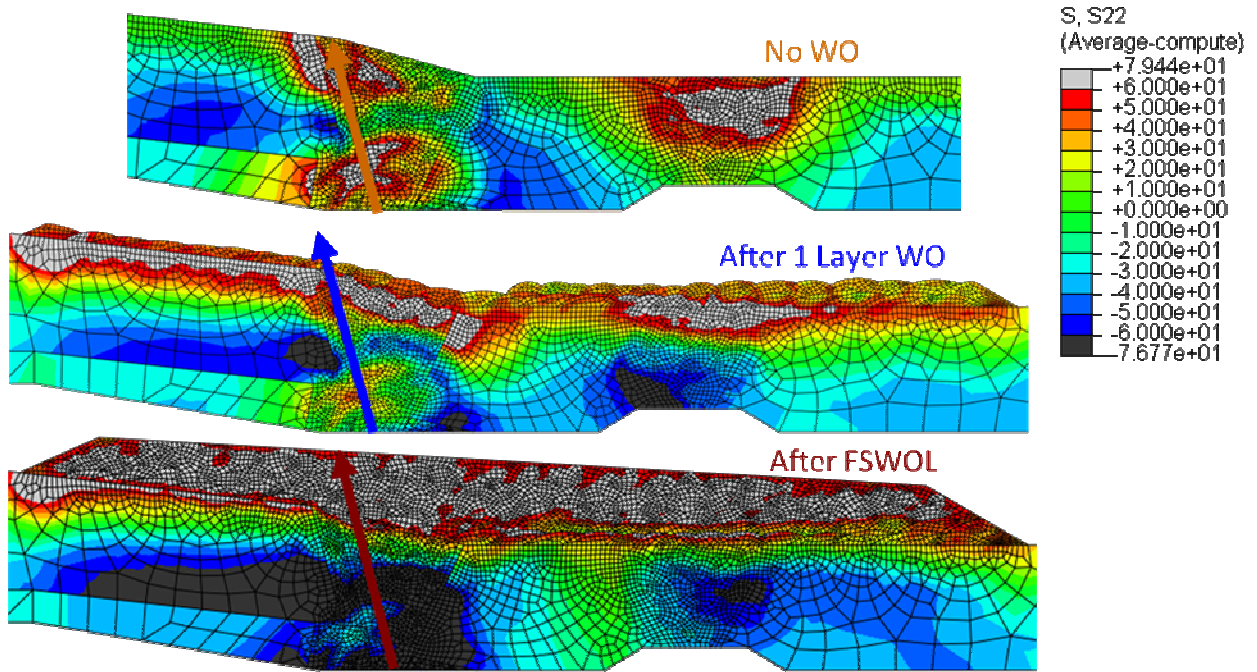 S, S22
(Average-compute)
+7.944e+01
+6.000e+01
+5.000e+01
+4.000e+01
+3.000e+01
+2.000e+01
+1.000e+01
+0.000e+00
-1.000e+01
-2.000e+01
-3.000e+01
-4.000e+01
-5.000e+01
-6.000e+01
-7.677e+01
No WO
After 1 Layer WO
After FSWOL